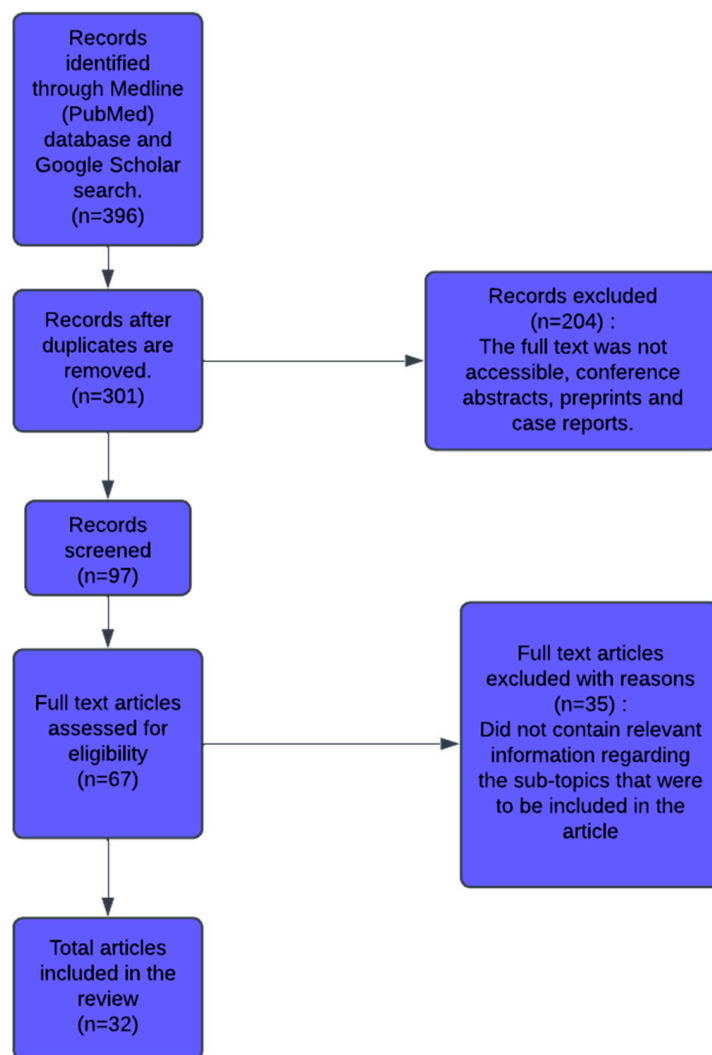 Records
identified
through Medline
(PubMed)
database and
Google Scholar
search.
(n=396)
Records after
duplicates are
removed.
(n=301)
Records excluded
(n=204) :
The full text was not
accessible, conference
abstracts, preprints and
case reports.
Records
screened
(n=97)
Full text articles
assessed for
eligibility
(n=67)
Full text articles
excluded with reasons
(n=35) :
Did not contain relevant
information regarding
the sub-topics that were
to be included in the
article
Total articles
included in the
review
(n=32)